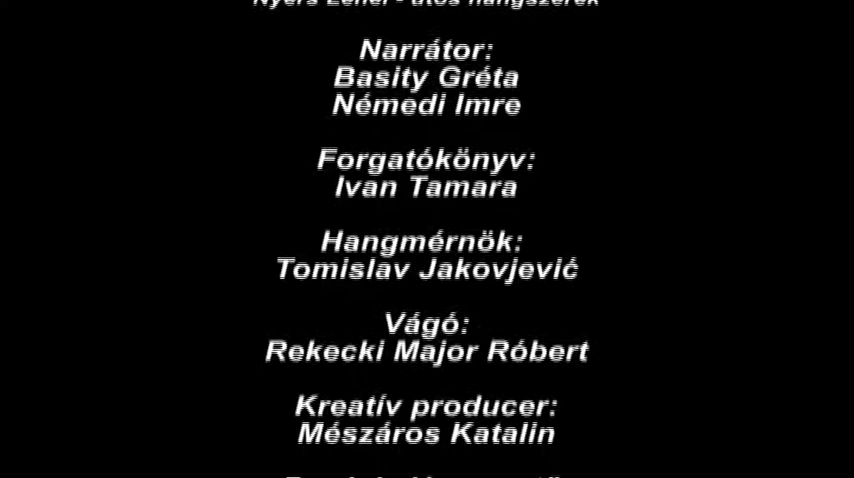 Narrátor:
Basity Gréta
Némedi Imre
Forgatókönyv:
Ivan Tamara
Hangmérnök:
Tomislav Jakovjević
Vágó:
Rekecki Major Róbert
Kreatív producer:
Mészáros Katalin